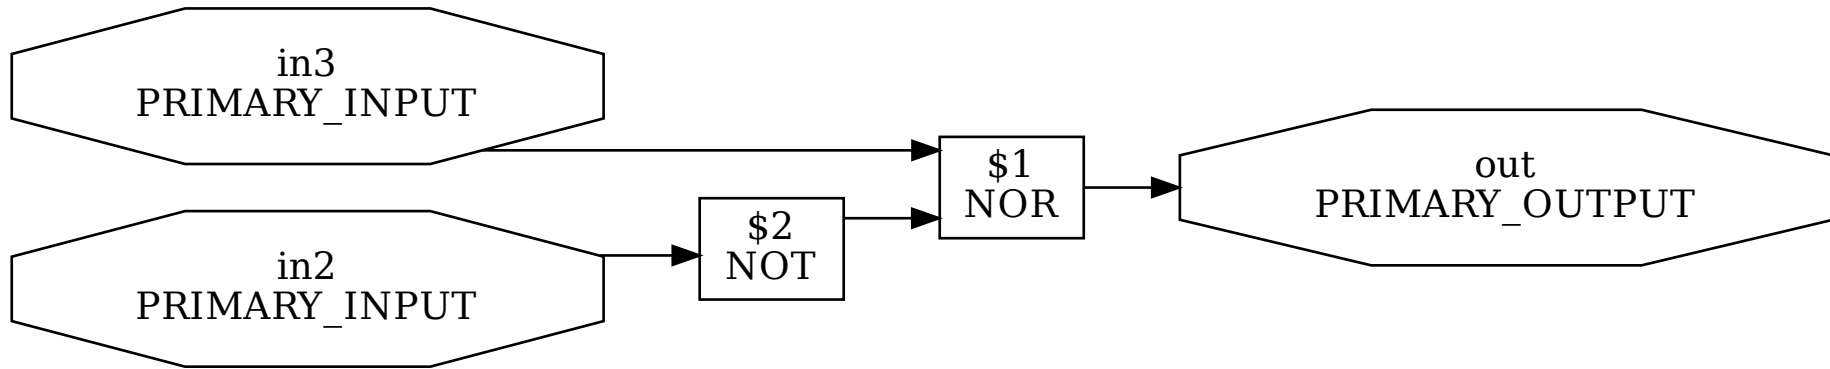 in3
PRIMARY_INPUT
in2
PRIMARY_INPUT
$2
NOT
$1
NOR
out
PRIMARY_OUTPUT